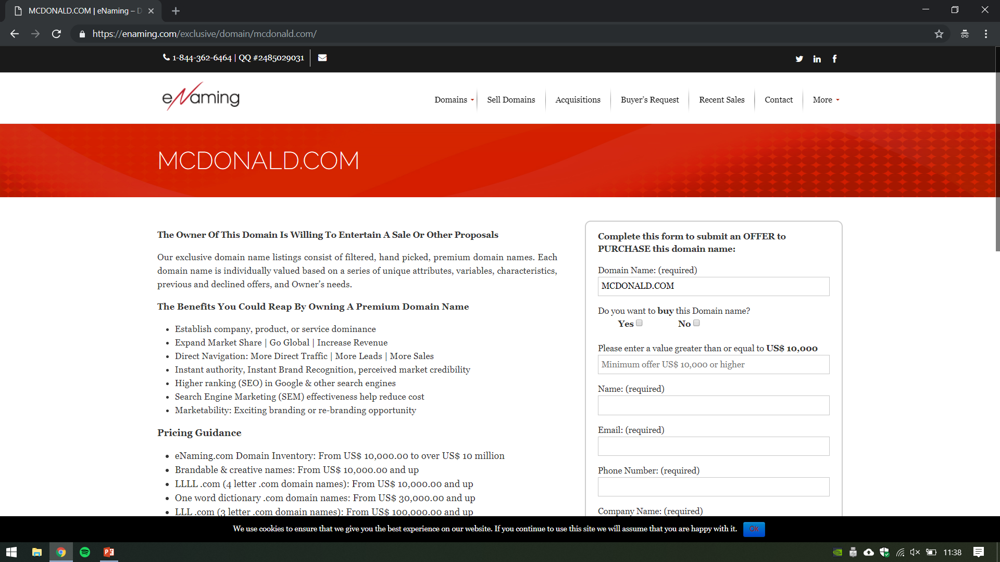 MCDONALD.COM | eNaming – D
https://enaming.com/exclusive/domain/mcdonald.com/
1-844-362-6464 | QQ #2485029031
eNaming
Domains
Sell Domains
Acquisitions
Buyer’s Request
Recent Sales
Contact
More
MCDONALD.COM
The Owner Of This Domain Is Willing To Entertain A Sale Or Other Proposals
Our exclusive domain name listings consist of filtered, hand picked, premium domain names. Each
domain name is individually valued based on a series of unique attributes, variables, characteristics,
previous and declined offers, and Owner’s needs.
The Benefits You Could Reap By Owning A Premium Domain Name
• Establish company, product, or service dominance
• Expand Market Share | Go Global | Increase Revenue
• Direct Navigation: More Direct Traffic | More Leads | More Sales
• Instant authority, Instant Brand Recognition, perceived market credibility
• Higher ranking (SEO) in Google & other search engines
• Search Engine Marketing (SEM) effectiveness help reduce cost
• Marketability: Exciting branding or re-branding opportunity
Pricing Guidance
• eNaming.com Domain Inventory: From US$ 10,000.00 to over US$ 10 million
• Brandable & creative names: From US$ 10,000.00 and up
• LLLL .com (4 letter .com domain names): From US$ 10,000.00 and up
• One word dictionary .com domain names: From US$ 30,000.00 and up
• LLL .com (3 letter .com domain names): From US$ 100,000.00 and up
Complete this form to submit an OFFER to
PURCHASE this domain name:
Domain Name: (required)
MCDONALD.COM
Do you want to buy this Domain name?
Yes No
Please enter a value greater than or equal to US$ 10,000
Minimum offer US$ 10,000 or higher
Name: (required)
Email: (required)
Phone Number: (required)
Company Name: (required)
We use cookies to ensure that we give you the best experience on our website. If you continue to use this site we will assume that you are happy with it.
Ok
11:38